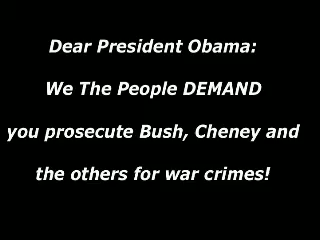 Dear President Obama:
We The People DEMAND
you prosecute Bush, Cheney and
the others for war crimes!